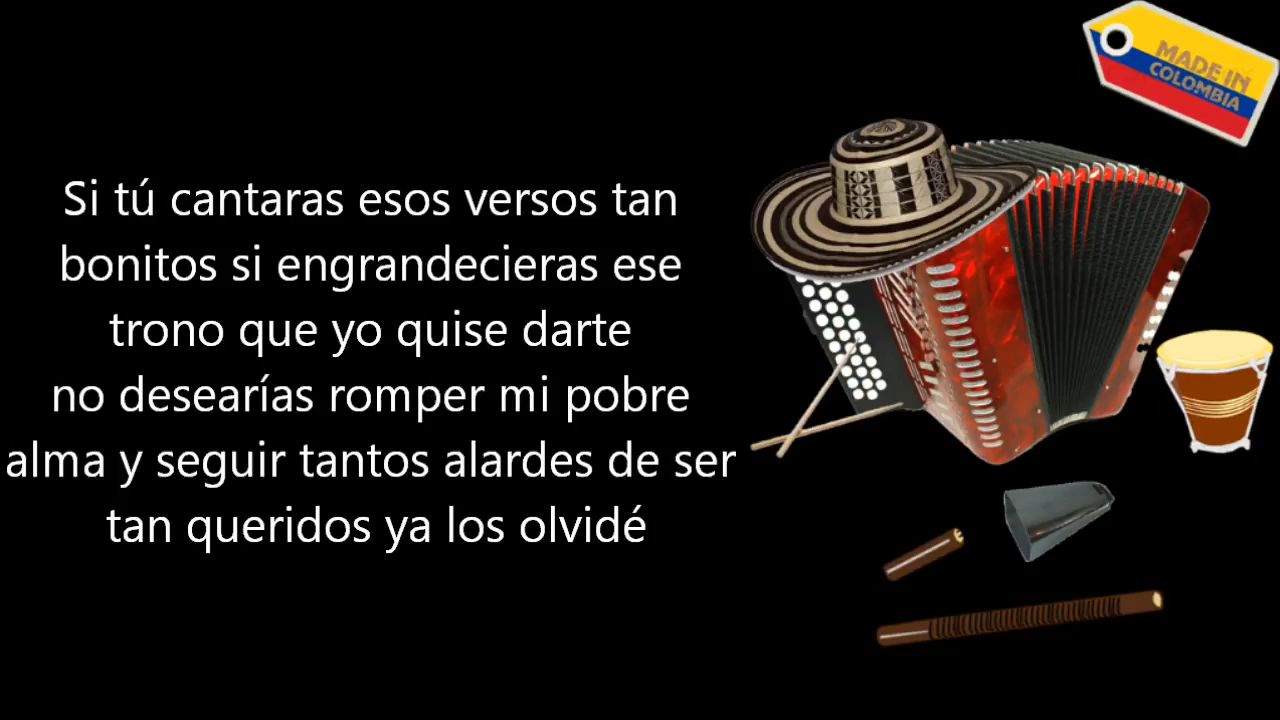 Si tú cantaras esos versos tan
bonitos si engrandecieras ese
trono que yo quise darte
no desearías romper mi pobre
alma y seguir tantos alardes de ser
tan queridos ya los olvidé
MADE IN
COLOMBIA